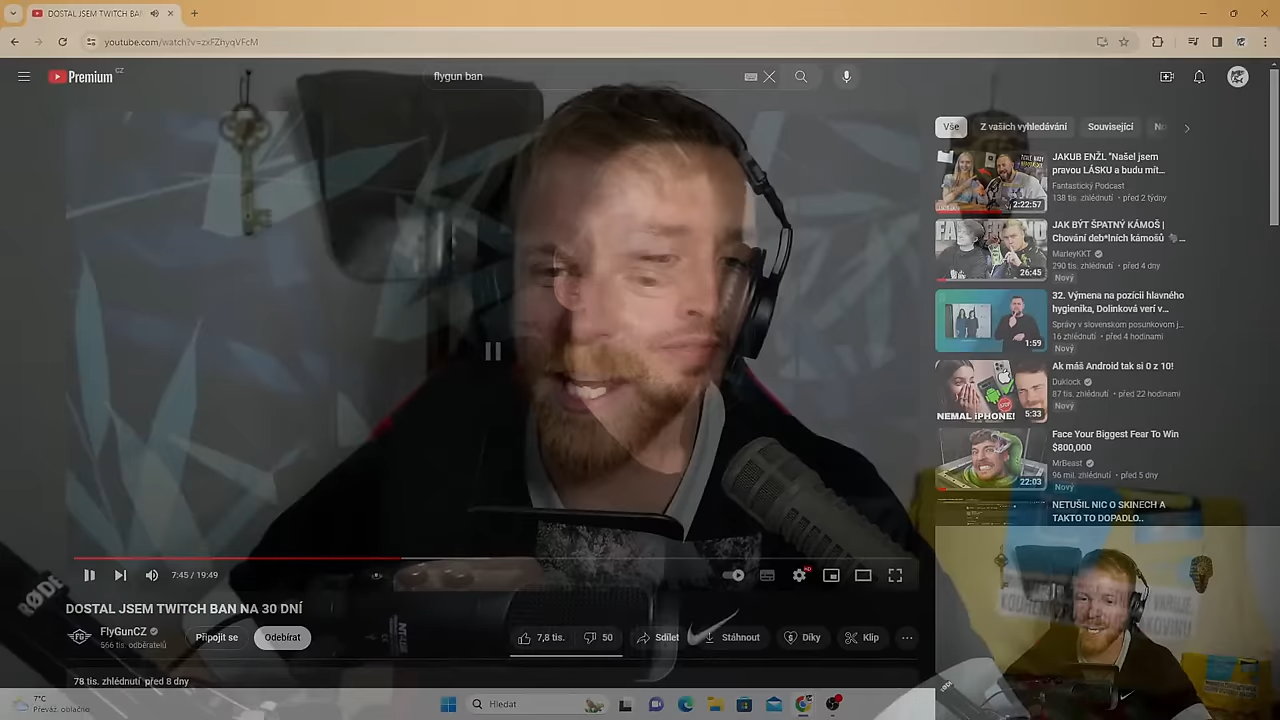 DOSTAL JSEM TWITCH BAN
youtube.com/watch?v=zxFZhyqVFcM
Premium CZ
flygun ban
Vše
Z vašich vyhledávání
Související
JAKUB ENŽL "Našel jsem
pravou LÁSKU a budu mít...
Fantastický Podcast
138 tis. zhlédnutí • před 2 týdny
2:22:57
JAK BÝT ŠPATNÝ KÁMOŠ |
Chování deb*lních kámošů
MarleyKKT
290 tis. zhlédnutí • před 4 dny
Nový
26:45
32. Výmena na pozícii hlavného
hygienika, Dolinková verí v...
Správy v slovenskom posunkovom j...
16 zhlédnutí • před 4 hodinami
Nový
1:59
Ak máš Android tak si 0 z 10!
Duklock
87 tis. zhlédnutí • před 22 hodinami
Nový
NEMAL iPHONE!
5:33
Face Your Biggest Fear To Win
$800,000
MrBeast
96 mil. zhlédnutí • před 5 dny
Nový
22:03
NETUŠIL NIC O SKINECH A
TAKTO TO DOPADLO..
7:45 / 19:49
HD
RØDE
DOSTAL JSEM TWITCH BAN NA 30 DNÍ
FlyGunCZ
566 tis. odběratelů
Připojit se
Odebírat
7,8 tis.
50
Sdílet
Stáhnout
Díky
Klip
78 tis. zhlédnutí před 8 dny
7°C
Převáž. oblačno
Hledat